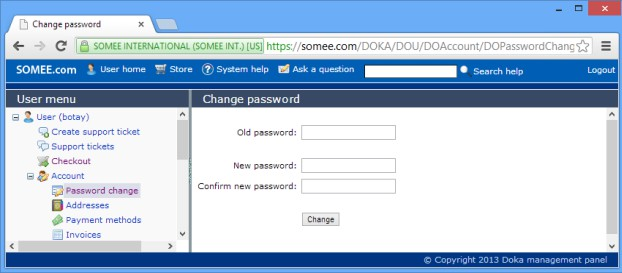 Change password
SOMEE INTERNATIONAL (SOMEE INT.) [US] https://somee.com/DOKA/DOU/DOAccount/DOPasswordChang
SOMEE.com User home Store System help Ask a question Search help Logout
User menu
Change password
User (botay)
Create support ticket
Support tickets
Checkout
Account
Password change
Addresses
Payment methods
Invoices
Old password:
New password:
Confirm new password:
Change
© Copyright 2013 Doka management panel